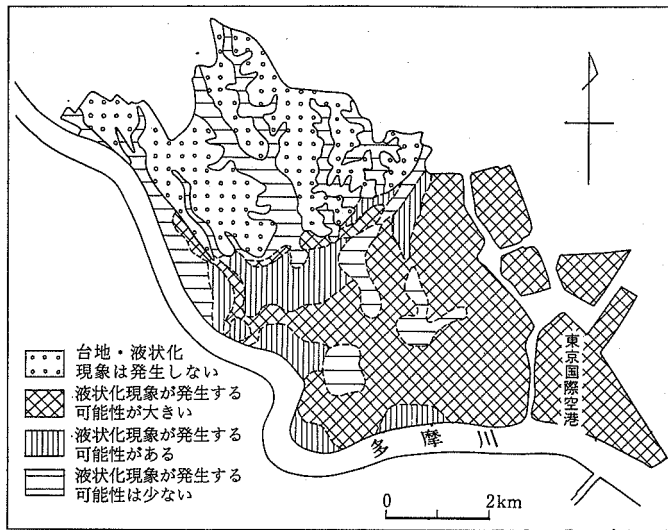 台地・液状化
現象は発生しない
液状化現象が発生する
可能性が大きい
液状化現象が発生する
可能性がある
液状化現象が発生する
可能性は少ない
東京国際空港
多摩川
0 2km